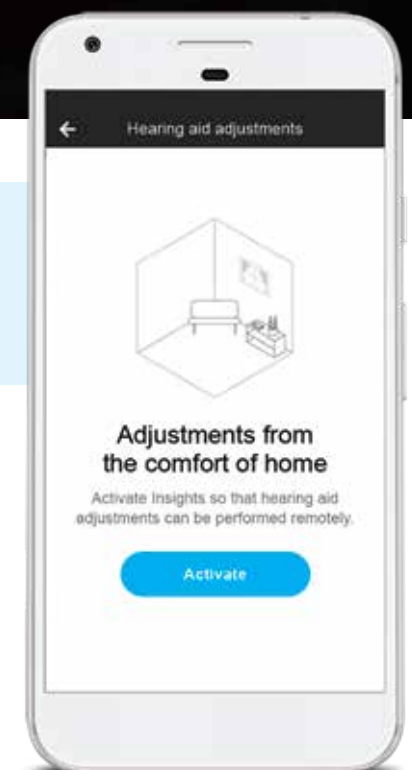 Hearing aid adjustments
Adjustments from
the comfort of home
Activate Insights so that hearing aid
adjustments can be performed remotely.
Activate